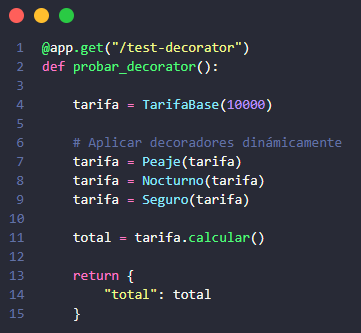 1 @app.get("/test-decorator")
2 def probar_decorator():
3
4     tarifa = TarifaBase(10000)
5
6     # Aplicar decoradores dinámicamente
7     tarifa = Peaje(tarifa)
8     tarifa = Nocturno(tarifa)
9     tarifa = Seguro(tarifa)
10
11     total = tarifa.calcular()
12
13     return {
14         "total": total
15     }